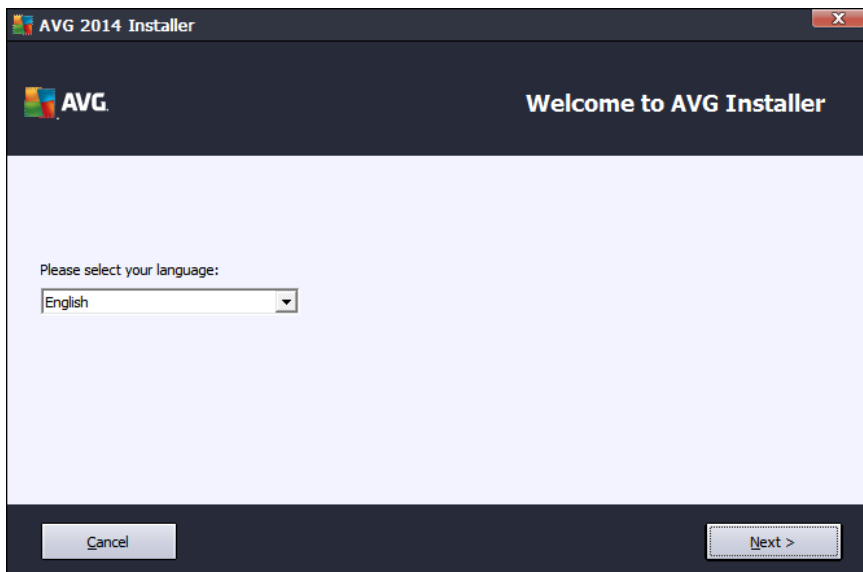 AVG 2014 Installer
X
AVG.
Welcome to AVG Installer
Please select your language:
English
Cancel
Next >